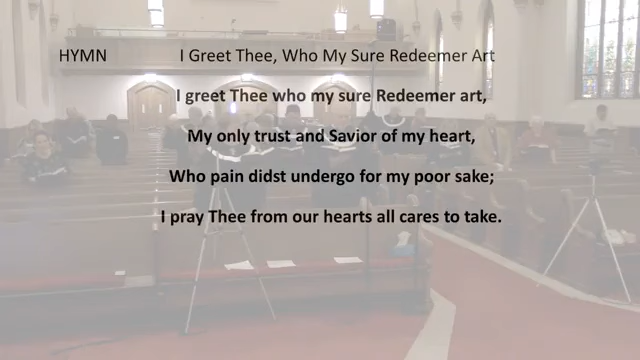 HYMN I Greet Thee, Who My Sure Redeemer Art
I greet Thee who my sure Redeemer art,
My only trust and Savior of my heart,
Who pain didst undergo for my poor sake;
I pray Thee from our hearts all cares to take.